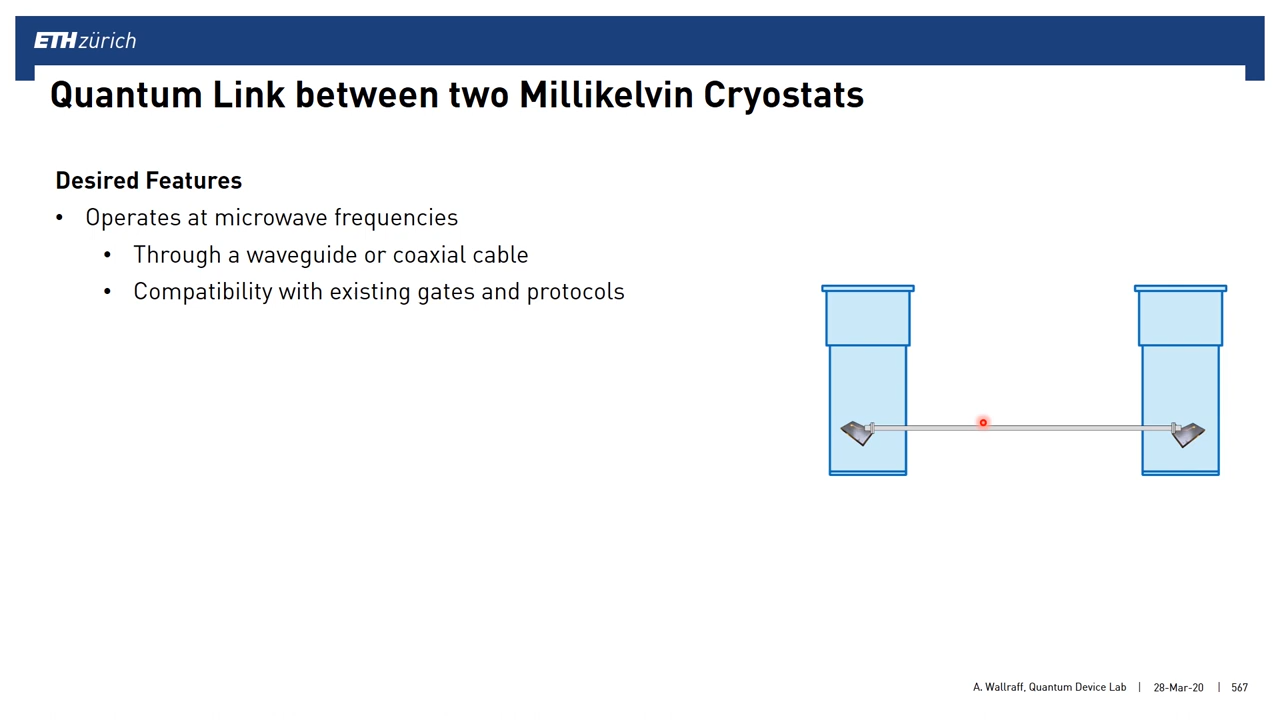 ETH zürich
Quantum Link between two Millikelvin Cryostats
Desired Features
• Operates at microwave frequencies
• Through a waveguide or coaxial cable
• Compatibility with existing gates and protocols
A. Wallraff, Quantum Device Lab | 28-Mar-20 | 567